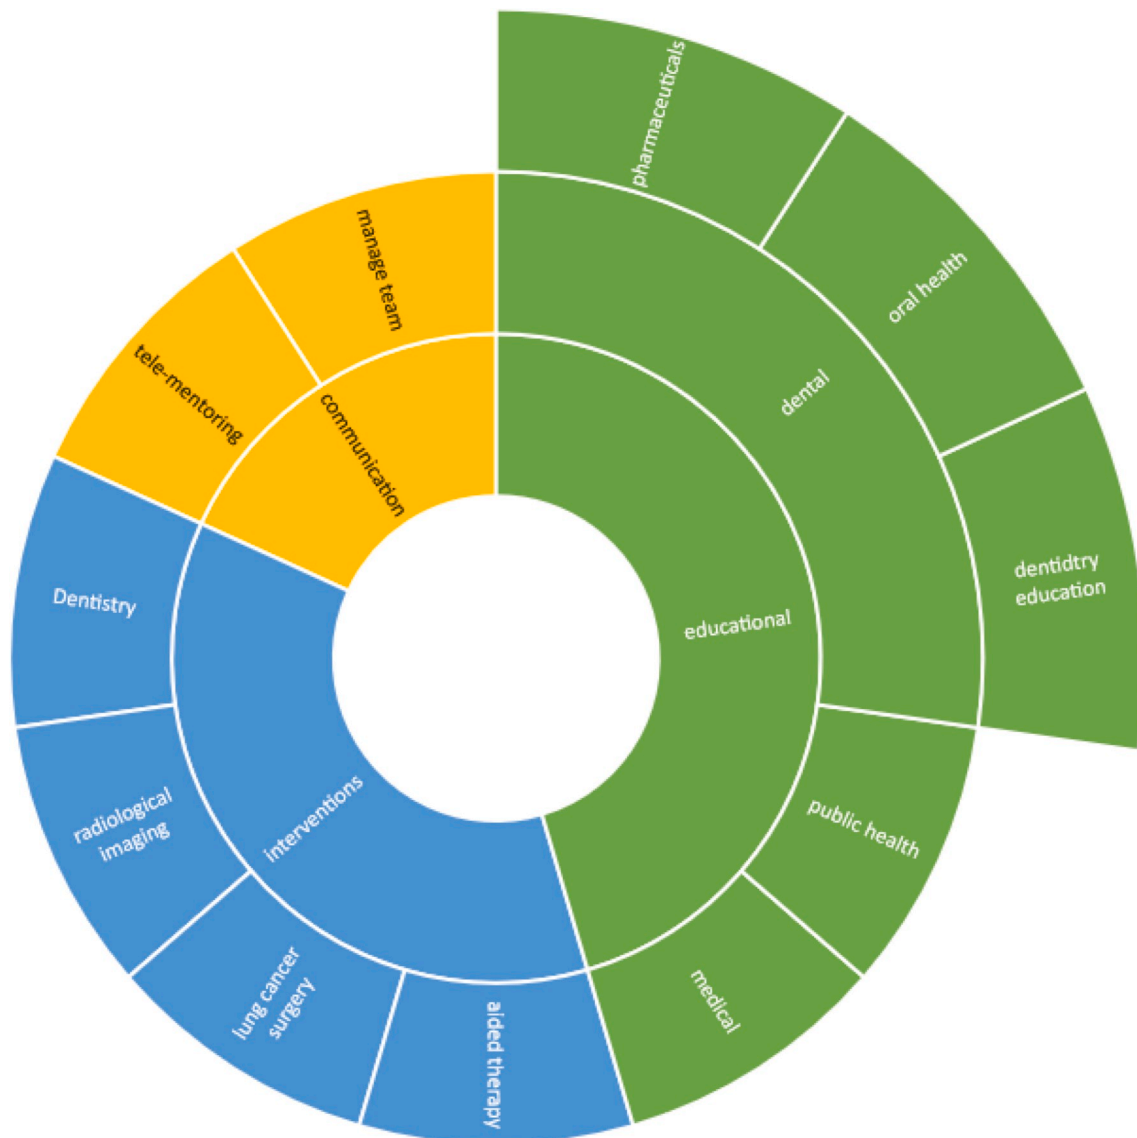 pharmaceuticals
oral health
dentidtry
education
dental
educational
public health
medical
aided therapy
lung cancer
surgery
radiological
imaging
Dentistry
interventions
tele-mentoring
manage team
communication